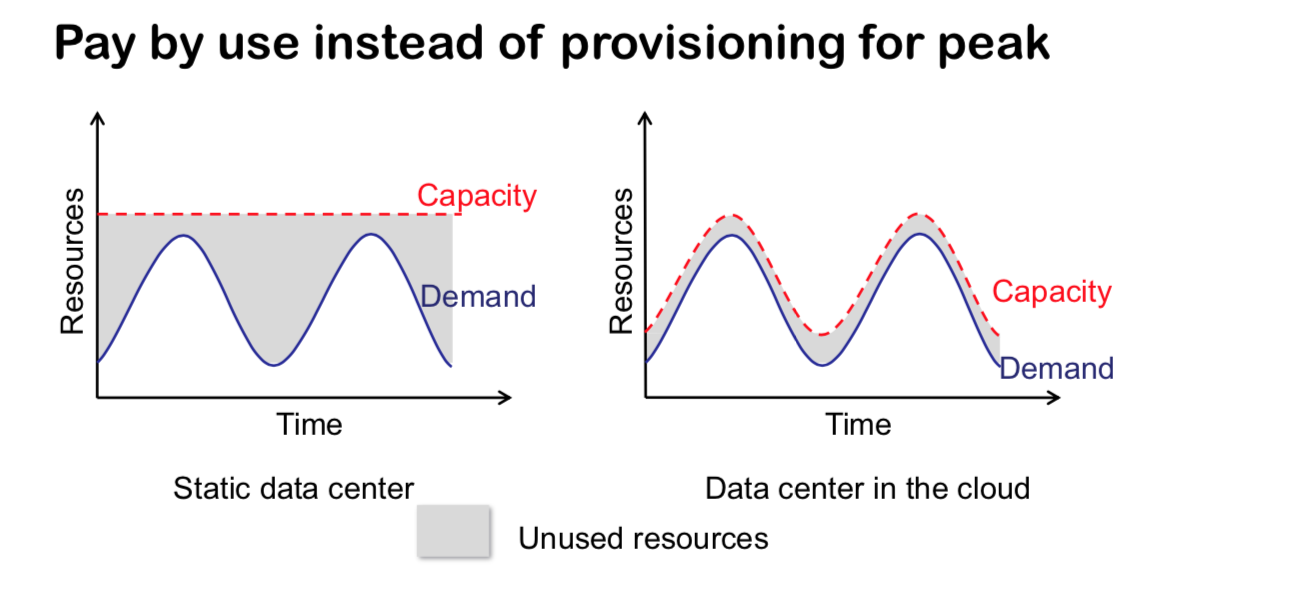 Pay by use instead of provisioning for peak
Resources
Capacity
Demand
Time
Static data center
Resources
Capacity
Demand
Time
Data center in the cloud
Unused resources